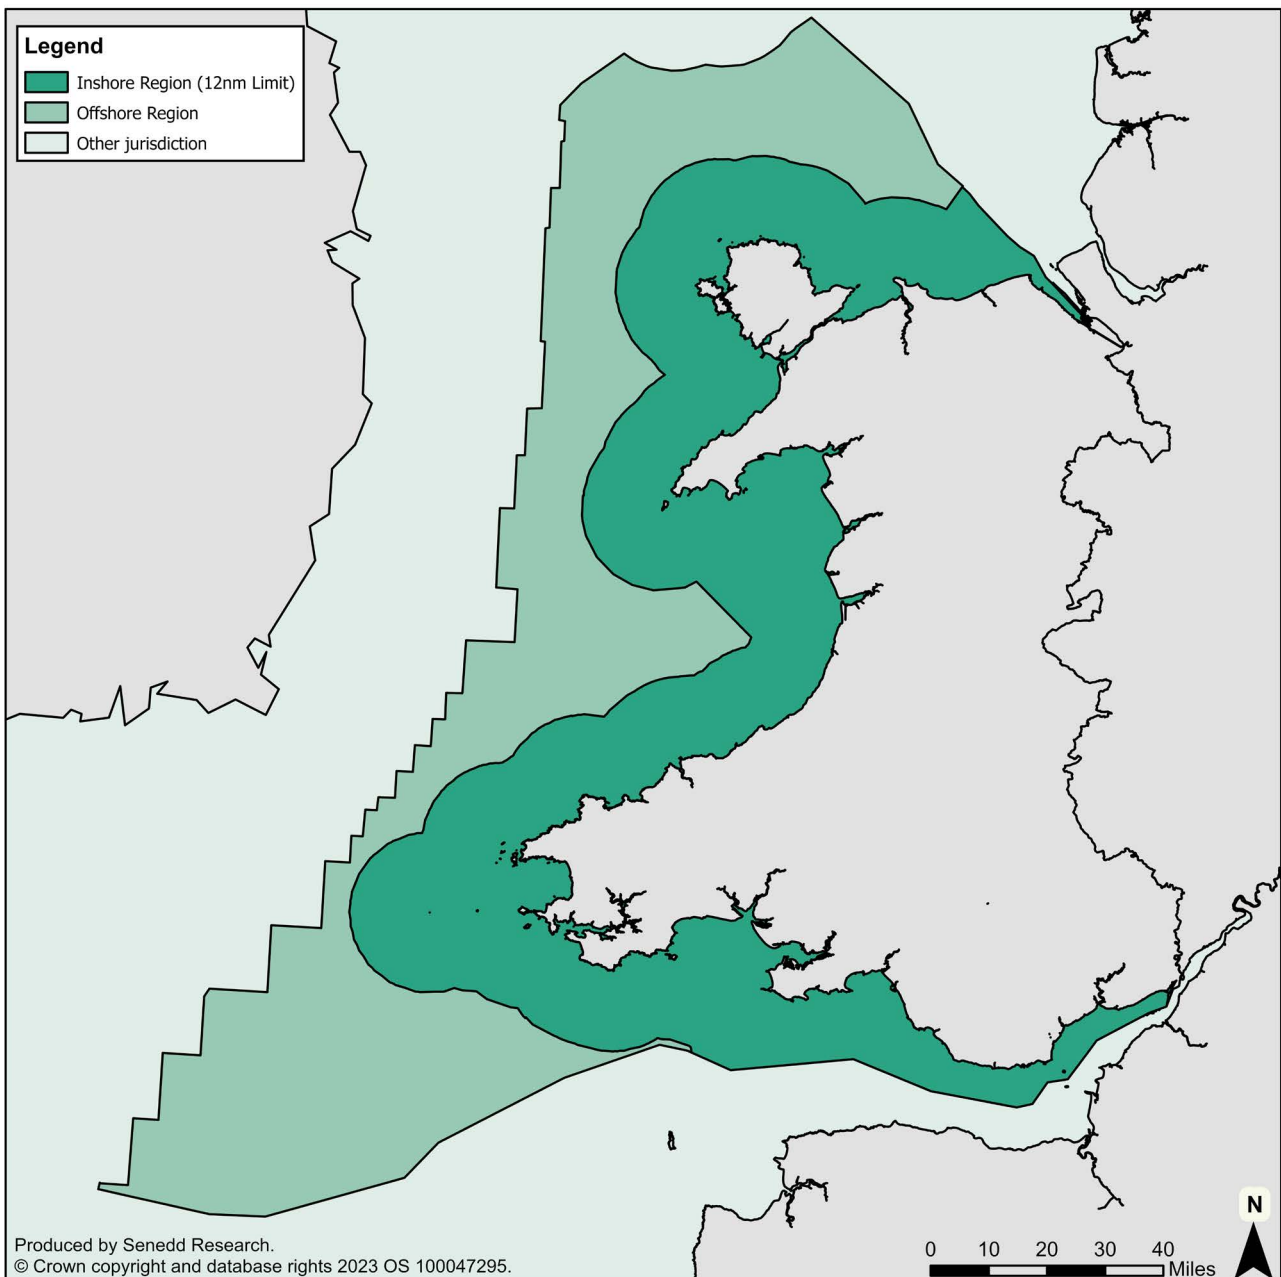 Legend
Inshore Region (12nm Limit)
Offshore Region
Other jurisdiction
N
0 10 20 30 40
Miles
Produced by Senedd Research.
© Crown copyright and database rights 2023 OS 100047295.